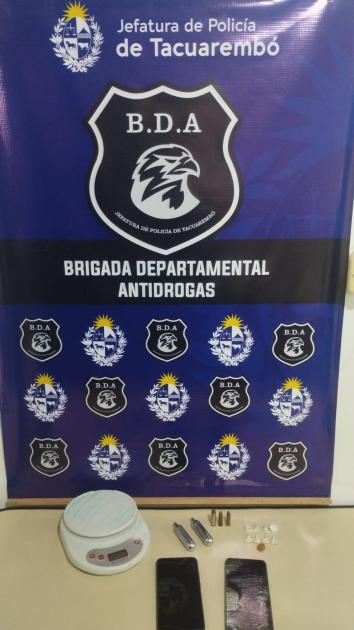 Jefatura de Policía
de Tacuarembó
B.D.A
JEFATURA DE POLICÍA DE TACUAREMBÓ
BRIGADA DEPARTAMENTAL
ANTIDROGAS
B.D.A
B.D.A
B.D.A
B.D.A
B.D.A
B.D.A
B.D.A
B.D.A